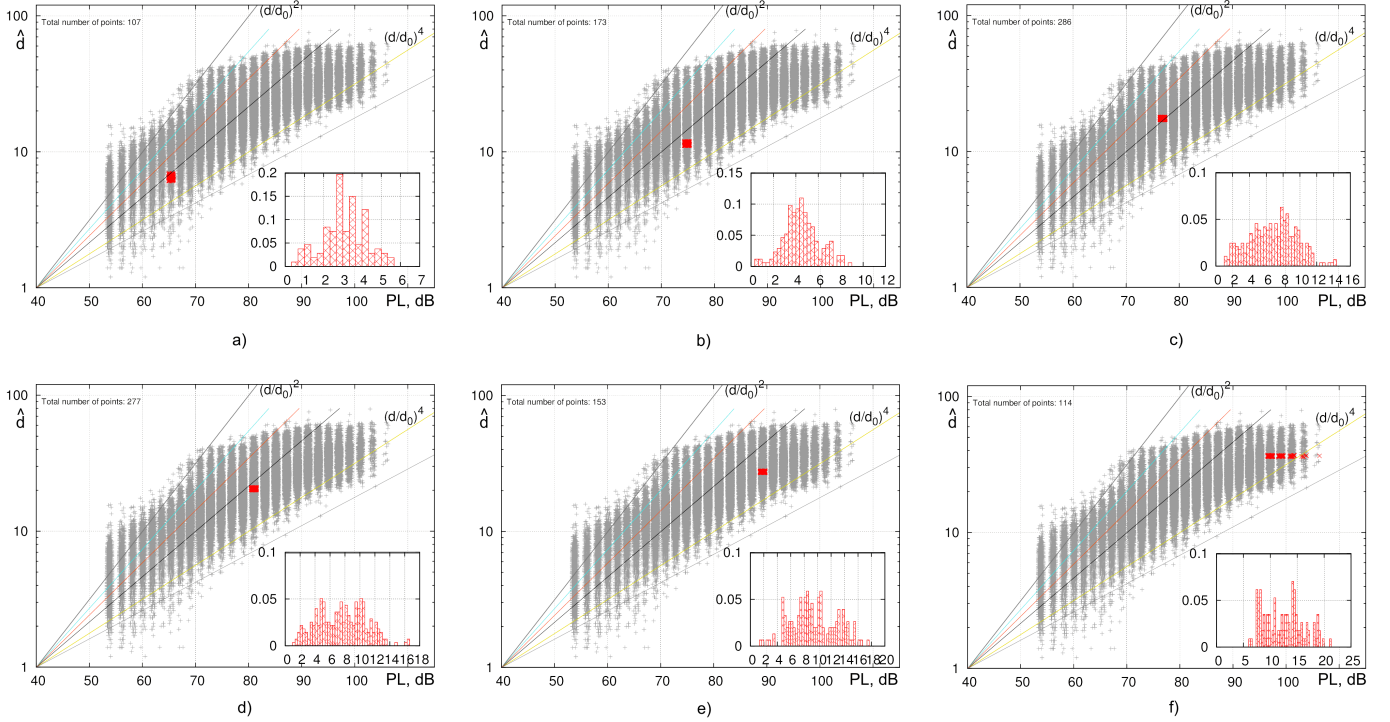 100
d̂
Total number of points: 107
(d/d0)2
(d/d0)4
10
0.2
0.15
0.1
0.05
0
0 1 2 3 4 5 6 7
1
40 50 60 70 80 90 100 PL, dB
a)
100
d̂
Total number of points: 173
(d/d0)2
(d/d0)4
10
0.15
0.1
0.05
0
0 2 4 6 8 10 12
1
40 50 60 70 80 90 100 PL, dB
b)
100
d̂
Total number of points: 286
(d/d0)2
(d/d0)4
10
0.1
0.05
0
0 2 4 6 8 10 12 14 16
1
40 50 60 70 80 90 100 PL, dB
c)
100
d̂
Total number of points: 277
(d/d0)2
(d/d0)4
10
0.1
0.05
0
0 2 4 6 8 10 12 14 16 18
1
40 50 60 70 80 90 100 PL, dB
d)
100
d̂
Total number of points: 153
(d/d0)2
(d/d0)4
10
0.1
0.05
0
0 2 4 6 8 10 12 14 16 18 20
1
40 50 60 70 80 90 100 PL, dB
e)
100
d̂
Total number of points: 114
(d/d0)2
(d/d0)4
10
0.1
0.05
0
0 5 10 15 20 25
1
40 50 60 70 80 90 100 PL, dB
f)